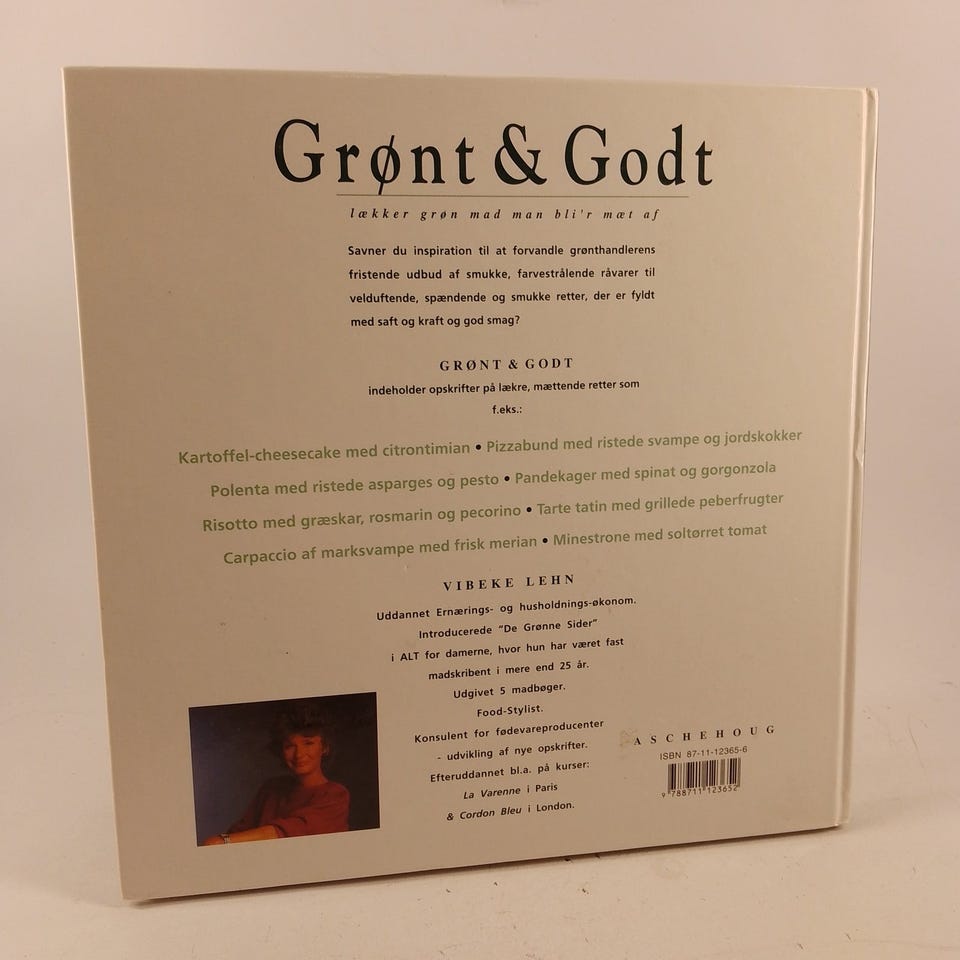 Grønt & Godt
lækker grøn mad man bli'r mæt af
Savner du inspiration til at forvandle grønthandlerens
fristende udbud af smukke, farvestrålende råvarer til
velduftende, spændende og smukke retter, der er fyldt
med saft og kraft og god smag?
GRØNT & GODT
indeholder opskrifter på lækre, mættende retter som
f.eks.:
Kartoffel-cheesecake med citrontimian • Pizzabund med ristede svampe og jordskokker
Polenta med ristede asparges og pesto • Pandekager med spinat og gorgonzola
Risotto med græskar, rosmarin og pecorino • Tarte tatin med grillede peberfrugter
Carpaccio af marksvampe med frisk merian • Minestrone med soltørret tomat
VIBEKE LEHN
Uddannet Ernærings- og husholdnings-økonom.
Introducerede "De Grønne Sider"
i ALT for damerne, hvor hun har været fast
madskribent i mere end 25 år.
Udgivet 5 madbøger.
Food-Stylist.
Konsulent for fødevareproducenter
- udvikling af nye opskrifter.
Efteruddannet bl.a. på kurser:
La Varenne i Paris
& Cordon Bleu i London.
ASCHEHOUG
ISBN 87-11-12365-6
9 788711 123652